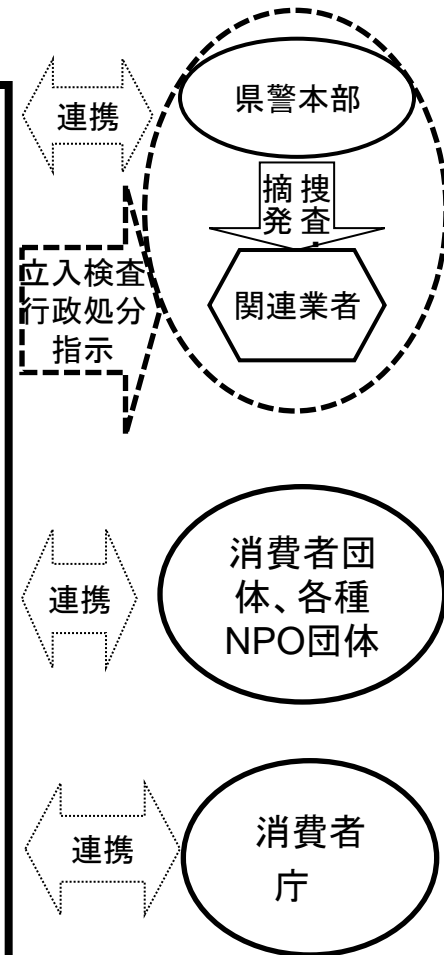 連携
県警本部
摘発
捜査
立入検査
行政処分
指示
関連業者
連携
消費者団
体、各種
NPO団体
連携
消費者
庁